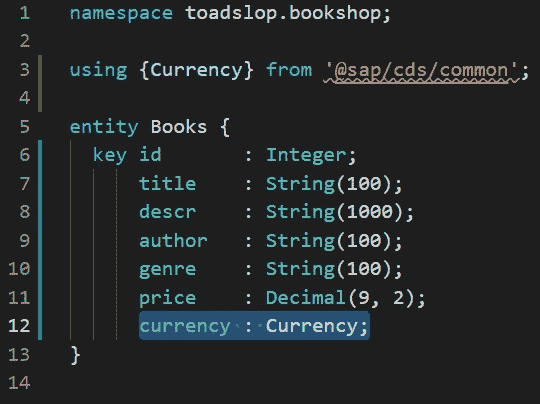 1 namespace toadslop.bookshop;
2
3 using {Currency} from '@sap/cds/common';
4
5 entity Books {
6 key id : Integer;
7 title : String(100);
8 descr : String(1000);
9 author : String(100);
10 genre : String(100);
11 price : Decimal(9, 2);
12 currency : Currency;
13 }
14